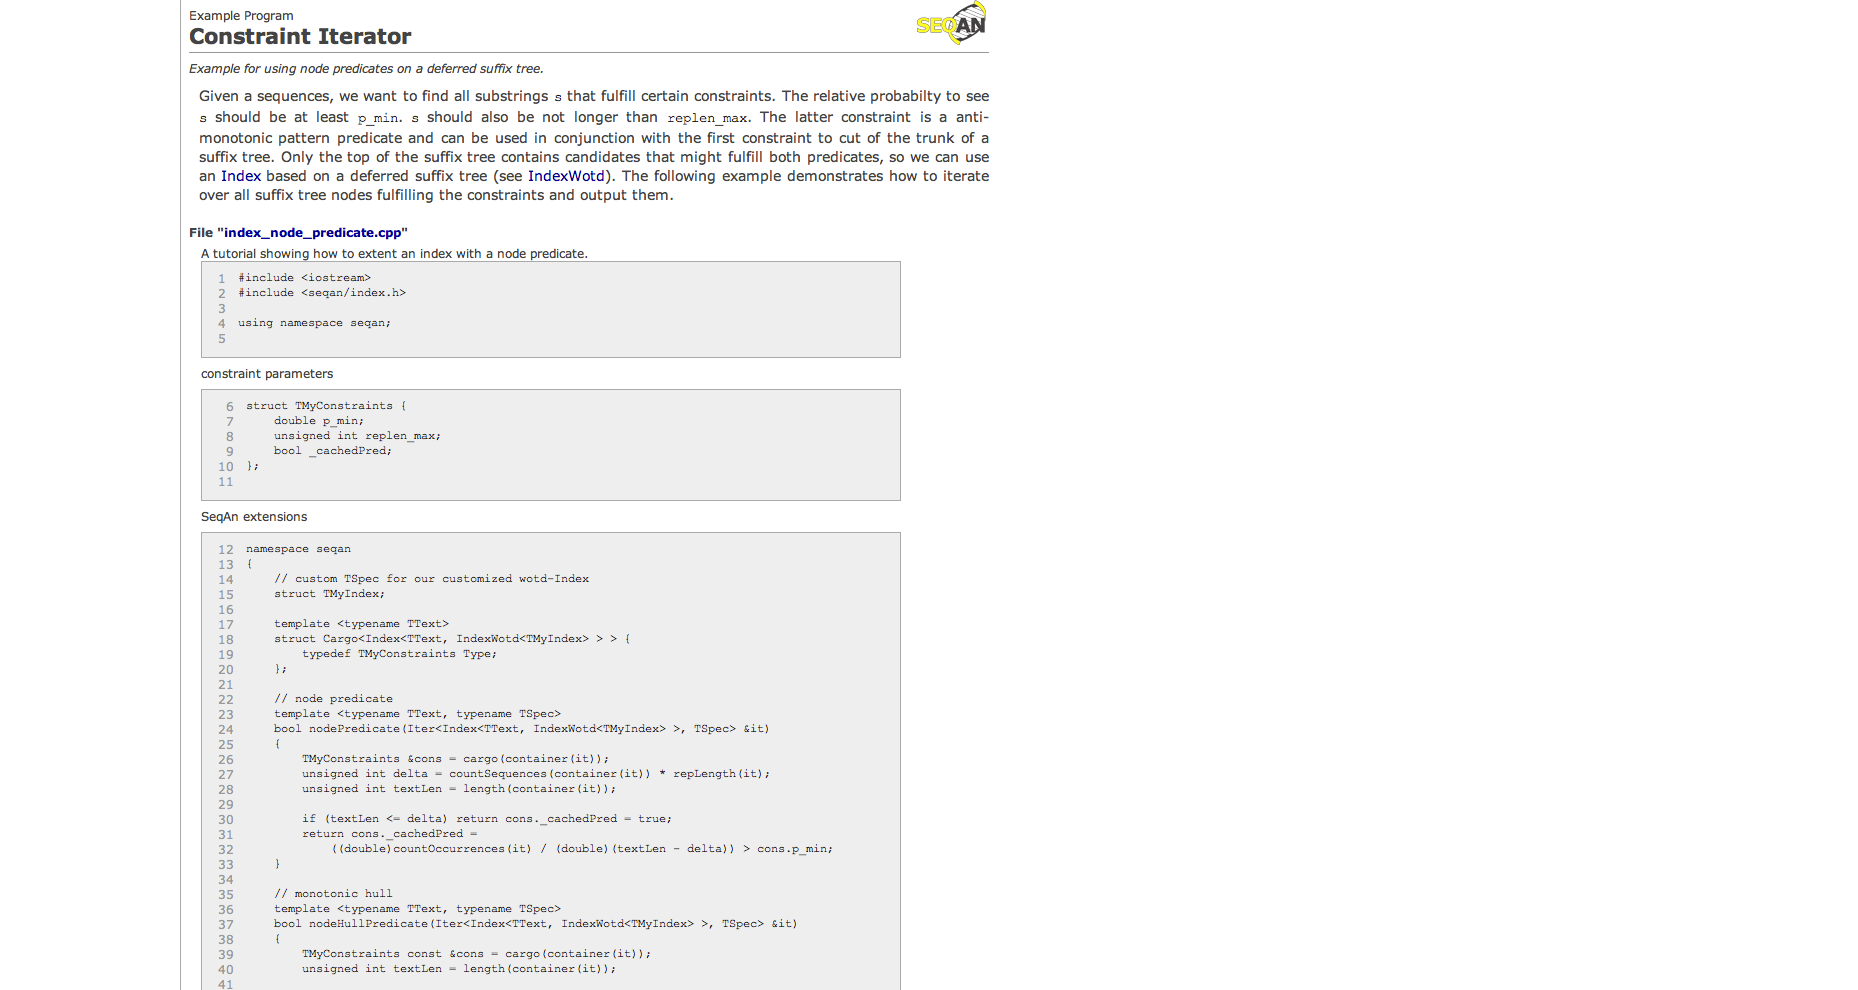 Example Program
SEQAN
Constraint Iterator
Example for using node predicates on a deferred suffix tree.
Given a sequences, we want to find all substrings s that fulfill certain constraints. The relative probabilty to see
s should be at least p_min. s should also be not longer than replen_max. The latter constraint is a anti-
monotonic pattern predicate and can be used in conjunction with the first constraint to cut of the trunk of a
suffix tree. Only the top of the suffix tree contains candidates that might fulfill both predicates, so we can use
an Index based on a deferred suffix tree (see IndexWotd). The following example demonstrates how to iterate
over all suffix tree nodes fulfilling the constraints and output them.
File "index_node_predicate.cpp"
A tutorial showing how to extent an index with a node predicate.
1 #include <iostream>
2 #include <seqan/index.h>
3
4 using namespace seqan;
5
constraint parameters
6 struct TMyConstraints {
7     double p_min;
8     unsigned int replen_max;
9     bool _cachedPred;
10 };
11
SeqAn extensions
12 namespace seqan
13 {
14     // custom TSpec for our customized wotd-Index
15     struct TMyIndex;
16
17     template <typename TText>
18     struct Cargo<Index<TText, IndexWotd<TMyIndex> > > {
19         typedef TMyConstraints Type;
20     };
21
22     // node predicate
23     template <typename TText, typename TSpec>
24     bool nodePredicate(Iter<Index<TText, IndexWotd<TMyIndex> >, TSpec> &it)
25     {
26         TMyConstraints &cons = cargo(container(it));
27         unsigned int delta = countSequences(container(it)) * repLength(it);
28         unsigned int textLen = length(container(it));
29
30         if (textLen <= delta) return cons._cachedPred = true;
31         return cons._cachedPred =
32             ((double)countOccurrences(it) / (double)(textLen - delta)) > cons.p_min;
33     }
34
35     // monotonic hull
36     template <typename TText, typename TSpec>
37     bool nodeHullPredicate(Iter<Index<TText, IndexWotd<TMyIndex> >, TSpec> &it)
38     {
39         TMyConstraints const &cons = cargo(container(it));
40         unsigned int textLen = length(container(it));
41